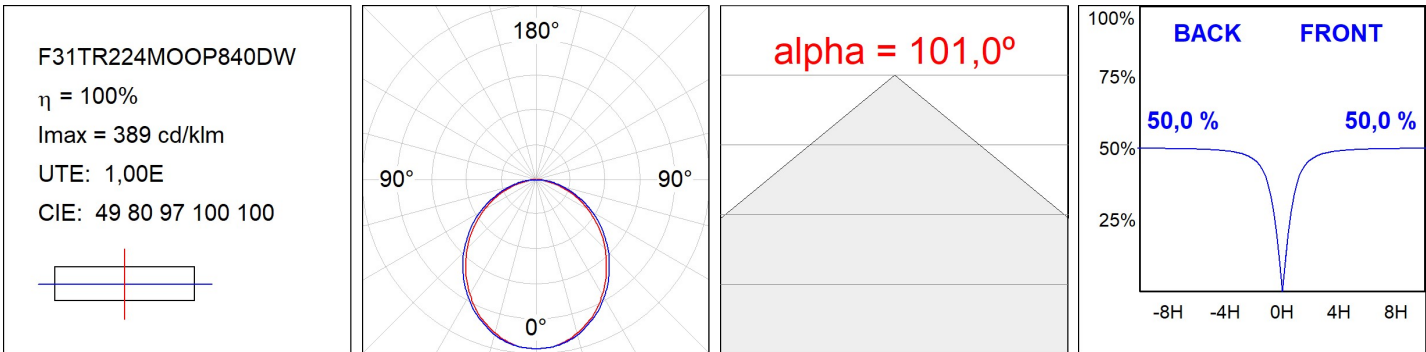 F31TR224MOOP840DW
η = 100%
Imax = 389 cd/klm
UTE: 1,00E
CIE: 49 80 97 100 100
180°
90° 90°
0°
alpha = 101,0º
100%
BACK FRONT
75%
50,0 % 50,0 %
50%
25%
-8H -4H 0H 4H 8H